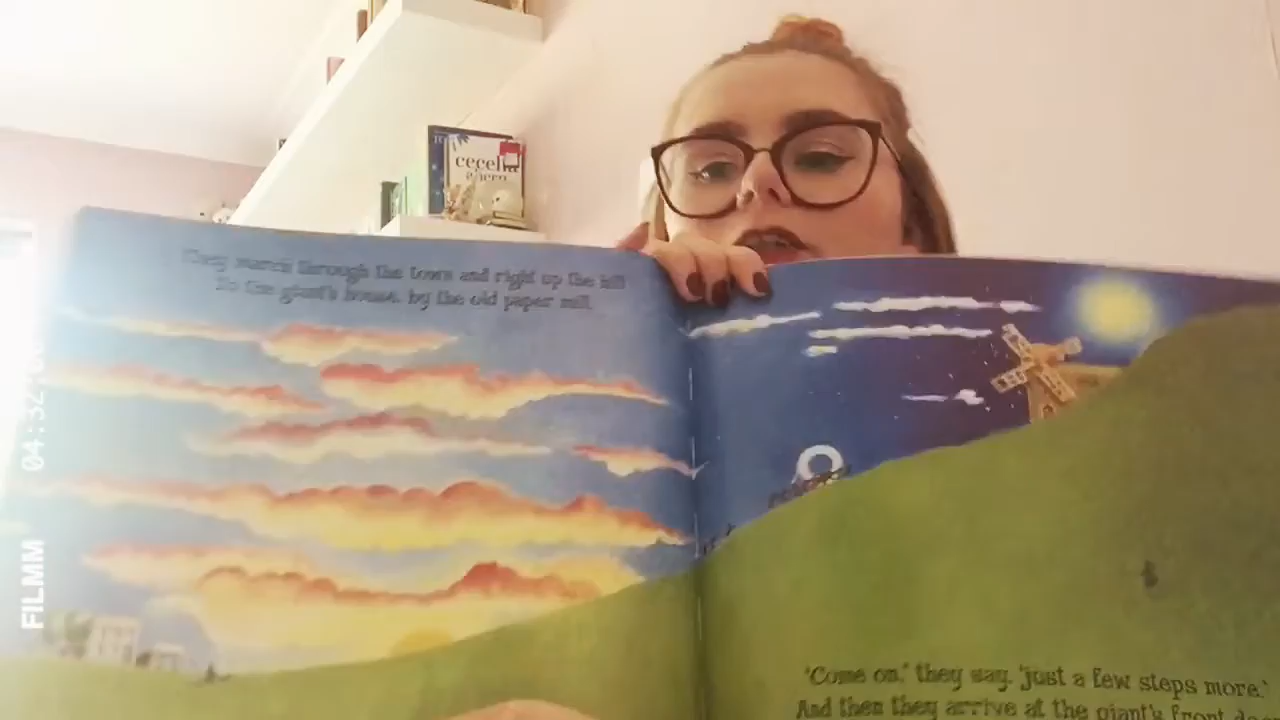 cecelia
ahern
They march through the town and right up the hill
To the giant's house, by the old paper mill.
"Come on," they say, "just a few steps more."
And then they arrive at the giant's front
04:32
FILMM